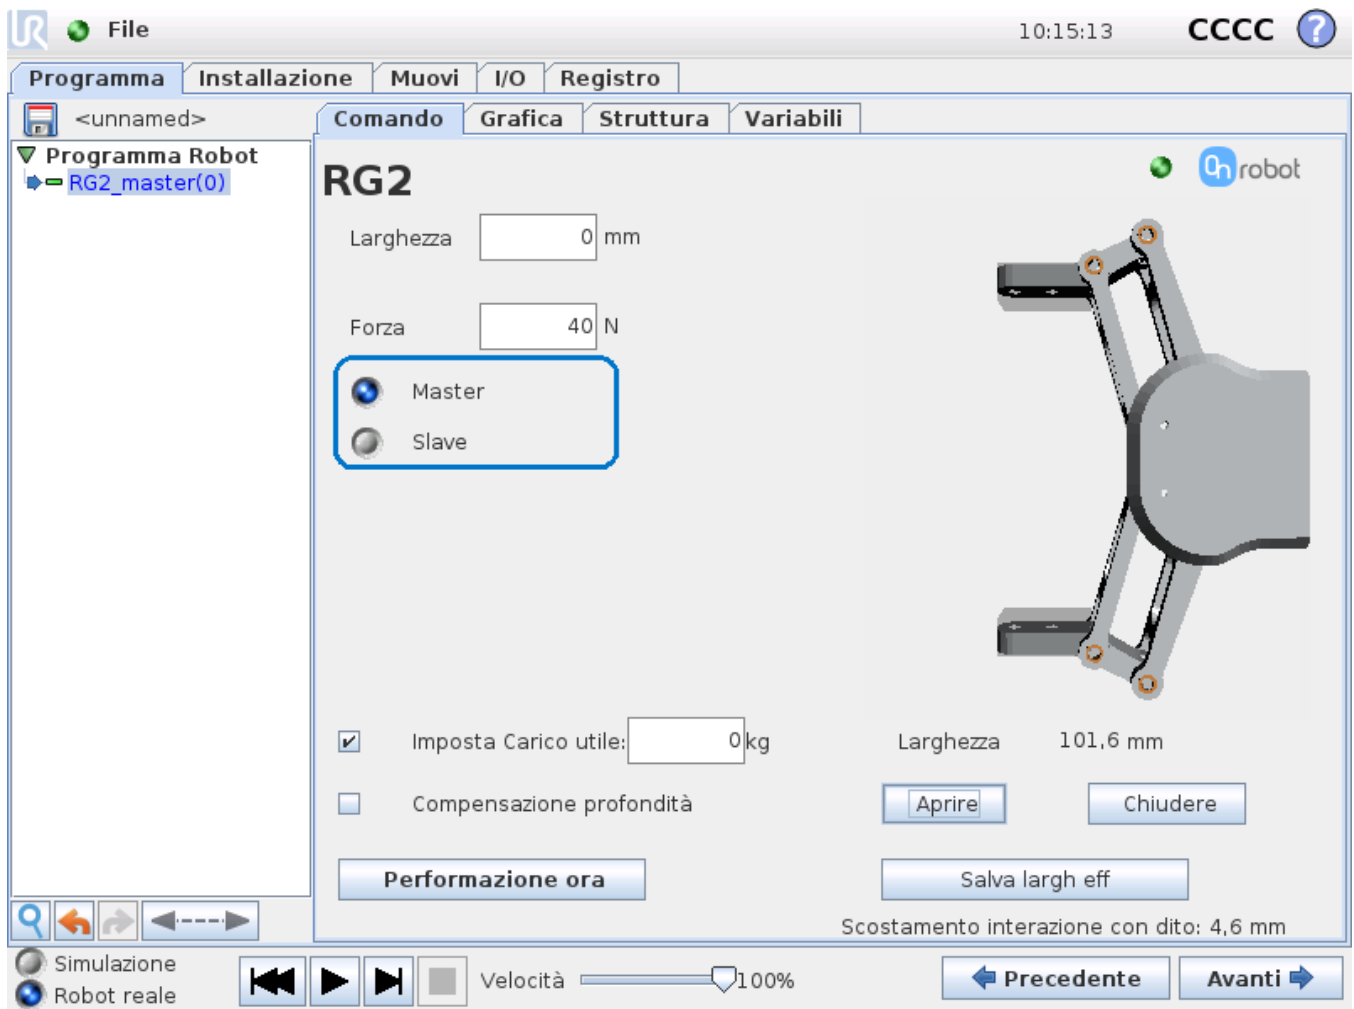 UR File 10:15:13 CCCC ?
Programma Installazione Muovi I/O Registro
<unnamed> Comando Grafica Struttura Variabili
Programma Robot
RG2_master(0)
RG2
On robot
Larghezza 0 mm
Forza 40 N
Master
Slave
Imposta Carico utile: 0 kg Larghezza 101,6 mm
Compensazione profondità Aprire Chiudere
Performazione ora Salva largh eff
Scostamento interazione con dito: 4,6 mm
Simulazione
Robot reale
Velocità 100% Precedente Avanti